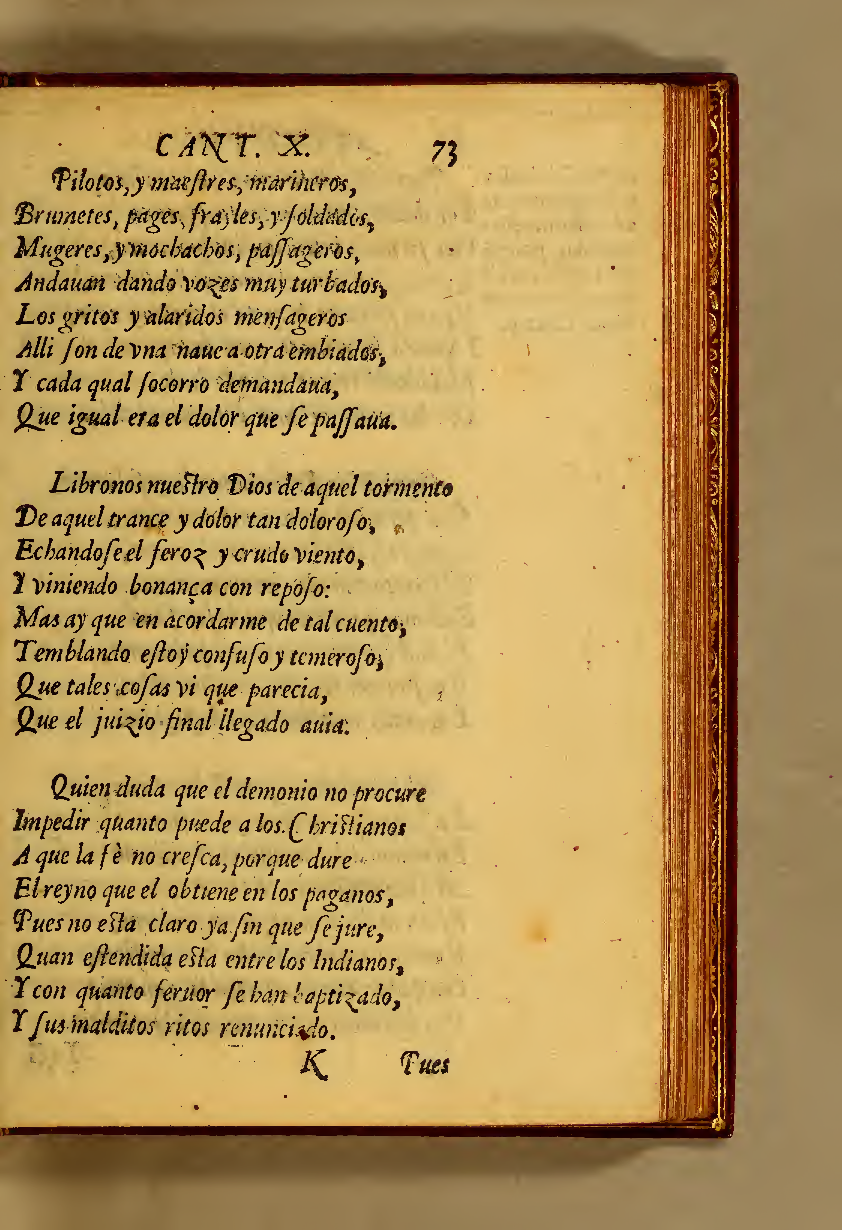 CANT. X. 73
Pilotos, y maeſtres, marineros,
Brumetes, pages, frayles, y ſoldados,
Mugeres, y mochachos, paſſageros,
Andauan dando vozes muy turbados,
Los gritos y alaridos menſageros
Alli ſon de vna naue a otra embiados,
Y cada qual ſocorro demandaua,
Que igual era el dolor que ſe paſſaua.

Libronos nueſtro Dios de aquel tormento
De aquel trance y dolor tan doloroſo,
Echandoſe el feroz y crudo viento,
Y viniendo bonança con repoſo:
Mas ay que en acordarme de tal cuento,
Temblando eſtoy confuſo y temeroſo,
Que tales coſas vi que parecia,
Que el juizio final llegado auia.

Quien duda que el demonio no procure
Impedir quanto puede a los Chriſtianos
A que la fè no creſca, porque dure
El reyno que el obtiene en los paganos,
Pues no eſta claro ya ſin que ſe jure,
Quan eſtendida eſta entre los Indianos,
Y con quanto feruor ſe han baptizado,
Y ſus malditos ritos renunciado.
K Pues